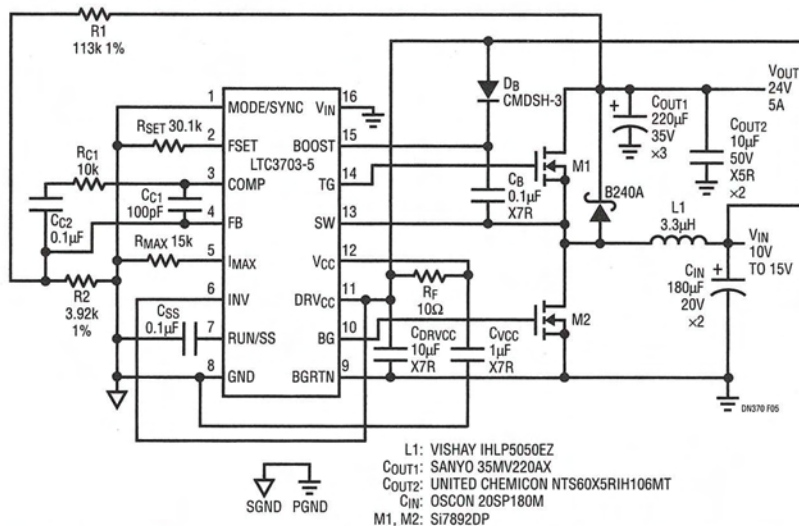 R1
113k 1%
1
MODE/SYNC
VIN
16
RSET 30.1k
2
FSET
BOOST
15
DB
CMDSH-3
LTC3703-5
RC1
10k
3
COMP
TG
14
M1
CC1
100pF
CC2
0.1µF
4
FB
SW
13
CB
0.1µF
X7R
B240A
COUT1
220µF
35V
×3
COUT2
10µF
50V
X5R
×2
VOUT
24V
5A
L1
3.3µH
VIN
10V
TO 15V
CIN
180µF
20V
×2
RMAX 15k
5
IMAX
VCC
12
R2
3.92k
1%
6
INV
DRVCC
11
RF
10Ω
CSS
0.1µF
7
RUN/SS
BG
10
M2
CDRVCC
10µF
X7R
CVCC
1µF
X7R
8
GND
BGRTN
9
DN370 F05
SGND PGND
L1: VISHAY IHLP5050EZ
COUT1: SANYO 35MV220AX
COUT2: UNITED CHEMICON NTS60X5RIH106MT
CIN: OSCON 20SP180M
M1, M2: Si7892DP